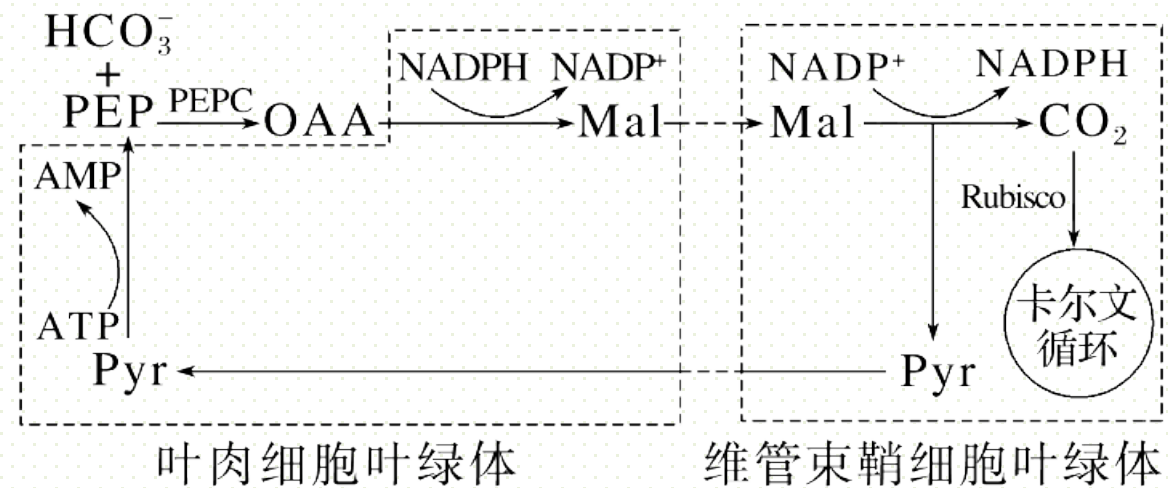 HCO₃⁻
+
PEP PEPC OAA NADPH NADP⁺ Mal Mal NADP⁺ NADPH CO₂
AMP
Rubisco
ATP
卡尔文
循环
Pyr Pyr
叶肉细胞叶绿体 维管束鞘细胞叶绿体